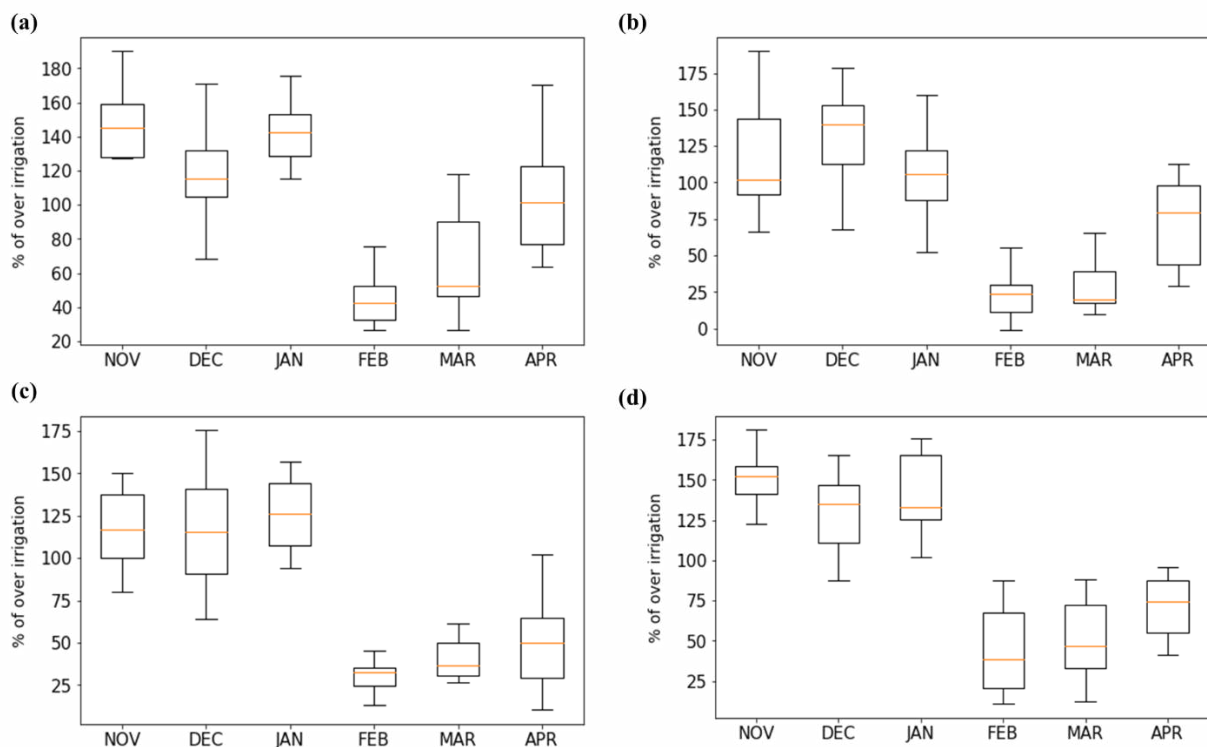 (a)
180
160
140
120
100
80
60
40
20
% of over irrigation
NOV DEC JAN FEB MAR APR
(b)
175
150
125
100
75
50
25
0
% of over irrigation
NOV DEC JAN FEB MAR APR
(c)
175
150
125
100
75
50
25
% of over irrigation
NOV DEC JAN FEB MAR APR
(d)
175
150
125
100
75
50
25
% of over irrigation
NOV DEC JAN FEB MAR APR